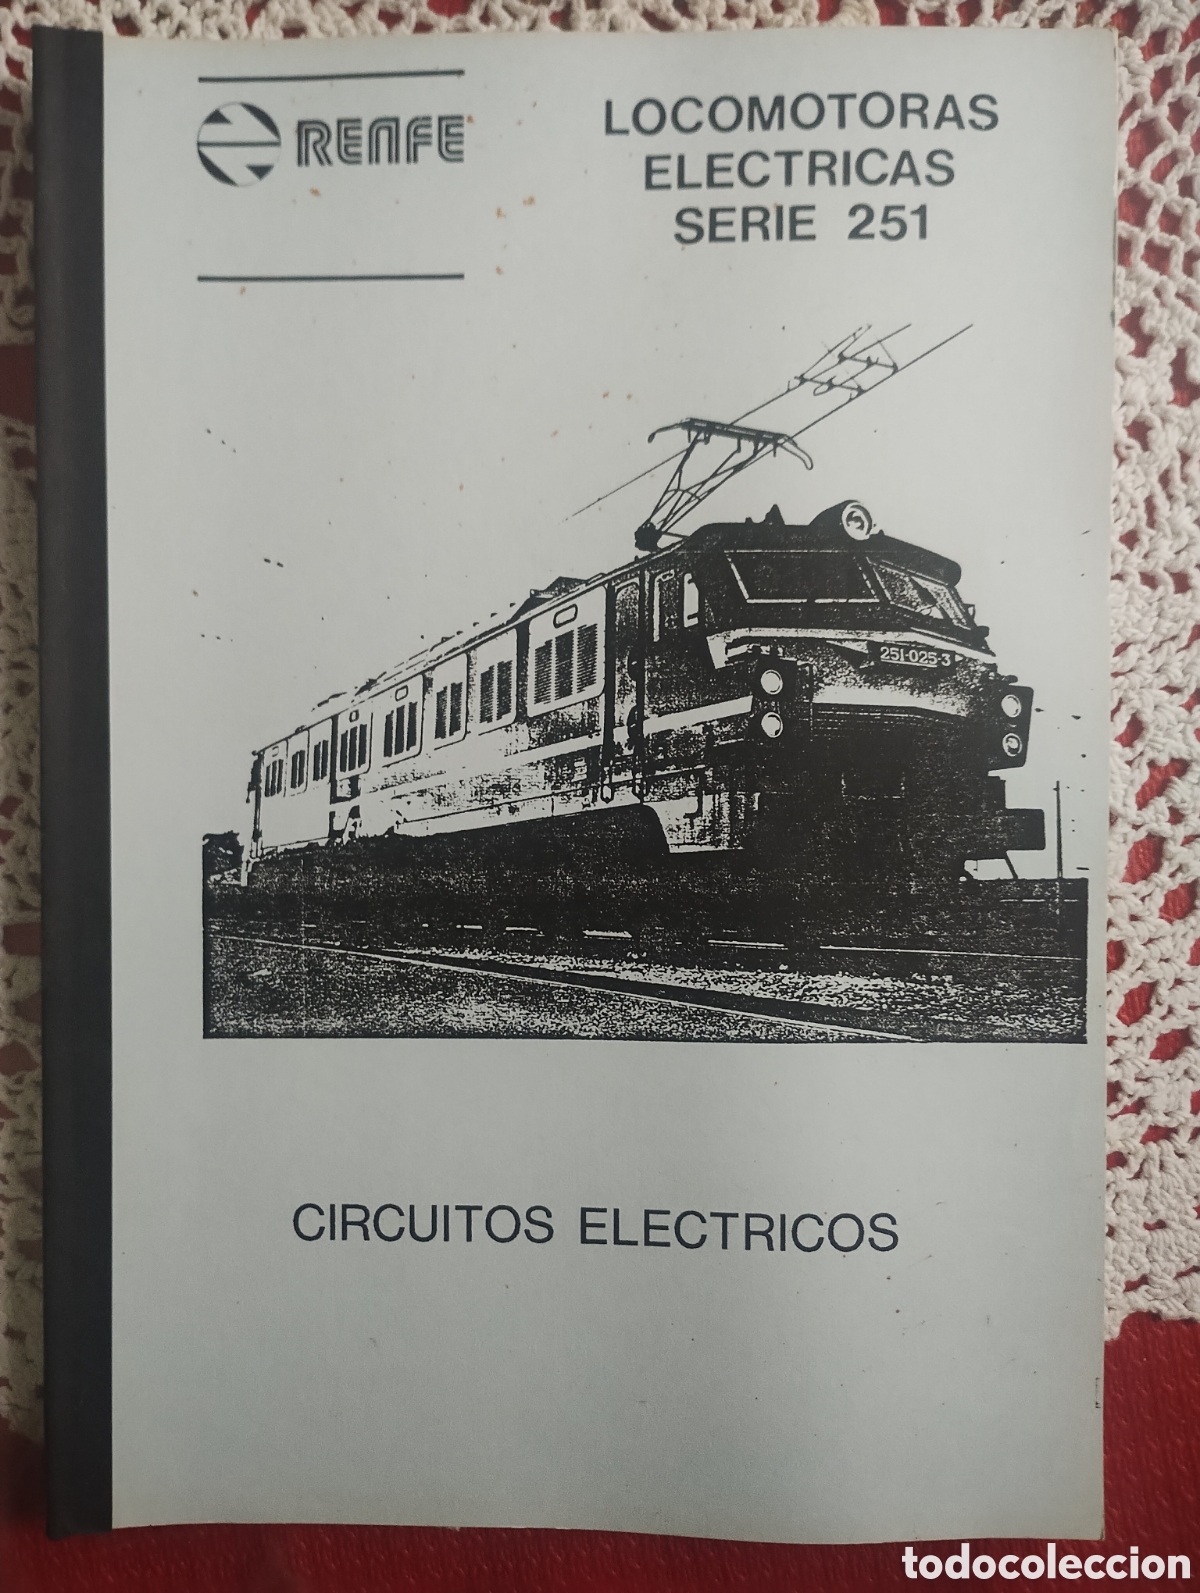 RENFE
LOCOMOTORAS
ELECTRICAS
SERIE 251
251-025-3
CIRCUITOS ELECTRICOS
todocoleccion